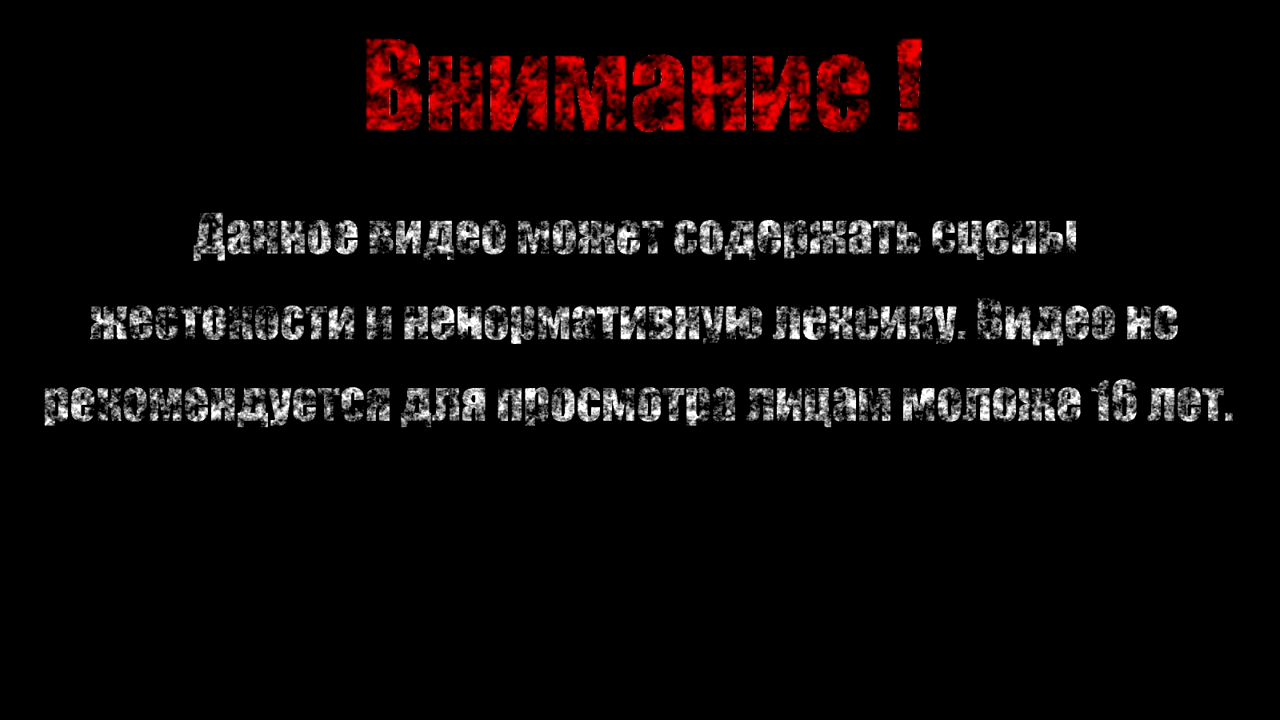 Внимание !
Данное видео может содержать сцены
жестокости и ненормативную лексику. Видео не
рекомендуется для просмотра лицам моложе 16 лет.